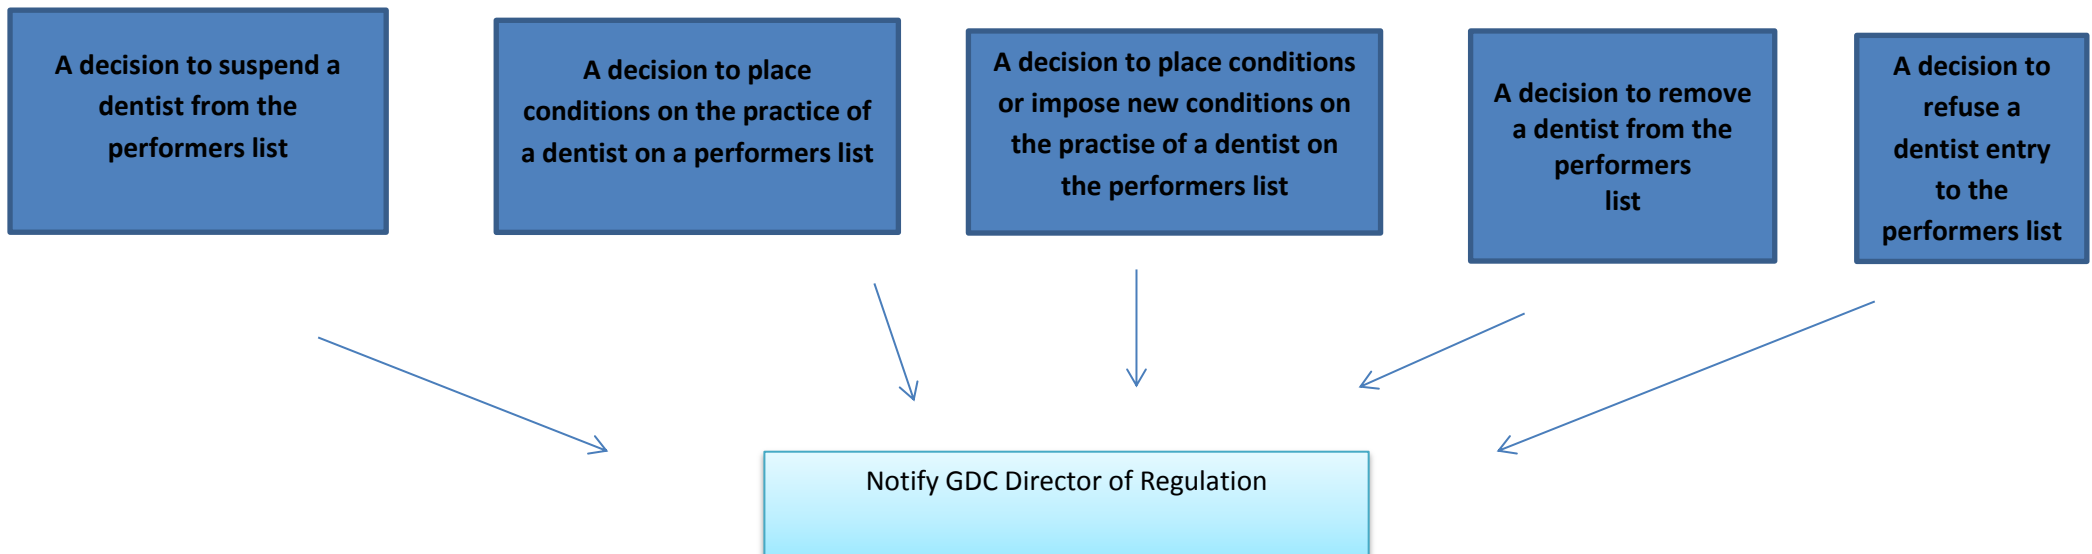 A decision to suspend a
dentist from the
performers list
A decision to place
conditions on the practice of
a dentist on a performers list
A decision to place conditions
or impose new conditions on
the practise of a dentist on
the performers list
A decision to remove
a dentist from the
performers
list
A decision to
refuse a
dentist entry
to the
performers list
Notify GDC Director of Regulation